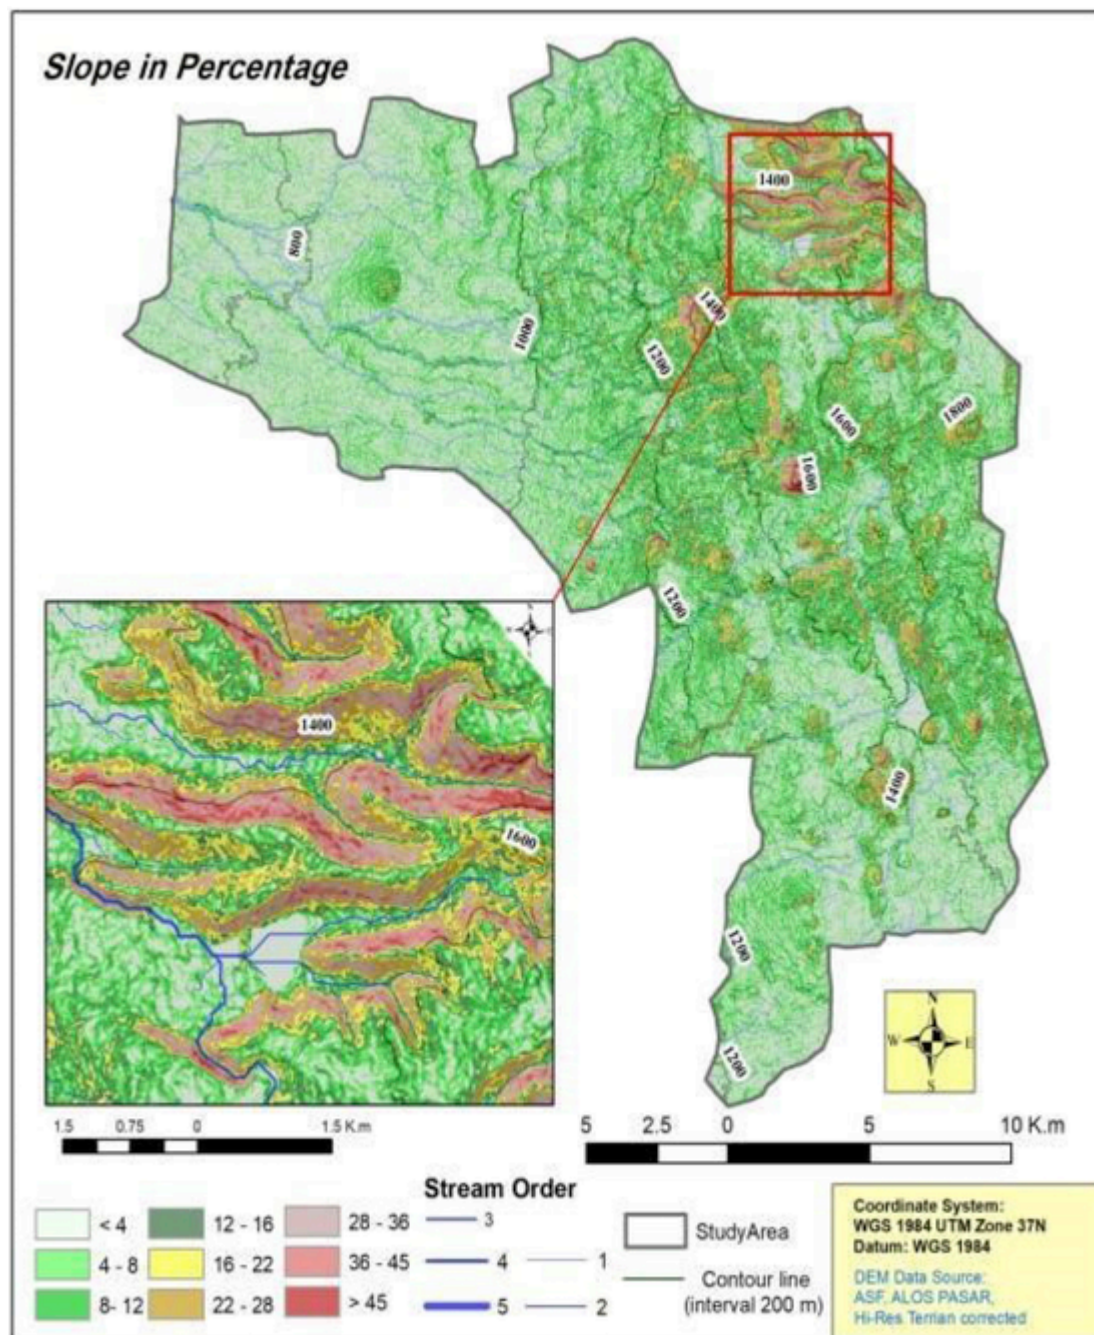 Slope in Percentage
1400
800
1000
1400
1200
1600
1800
1600
1200
1400
1200
1200
1400
1600
N
W E
S
1.5 0.75 0 1.5 K.m
5 2.5 0 5 10 K.m
Stream Order
< 4
12 - 16
28 - 36
3
StudyArea
4 - 8
16 - 22
36 - 45
4
1
Contour line
(interval 200 m)
8- 12
22 - 28
> 45
5
2
Coordinate System:
WGS 1984 UTM Zone 37N
Datum: WGS 1984
DEM Data Source:
ASF, ALOS PASAR,
Hi-Res Terrian corrected